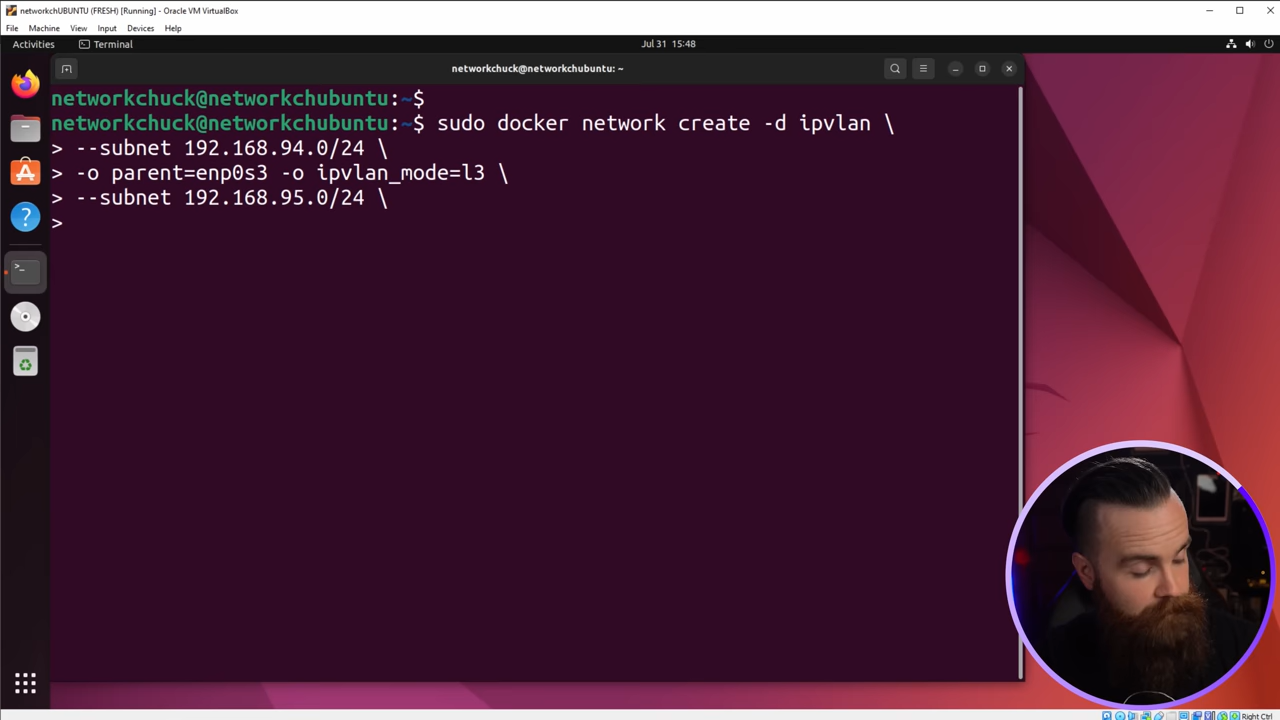 networkchUBUNTU (FRESH) [Running] - Oracle VM VirtualBox
File Machine View Input Devices Help
Activities Terminal Jul 31 15:48
networkchuck@networkchubuntu: ~
networkchuck@networkchubuntu:~$
networkchuck@networkchubuntu:~$ sudo docker network create -d ipvlan \
> --subnet 192.168.94.0/24 \
> -o parent=enp0s3 -o ipvlan_mode=l3 \
> --subnet 192.168.95.0/24 \
>
Right Ctrl